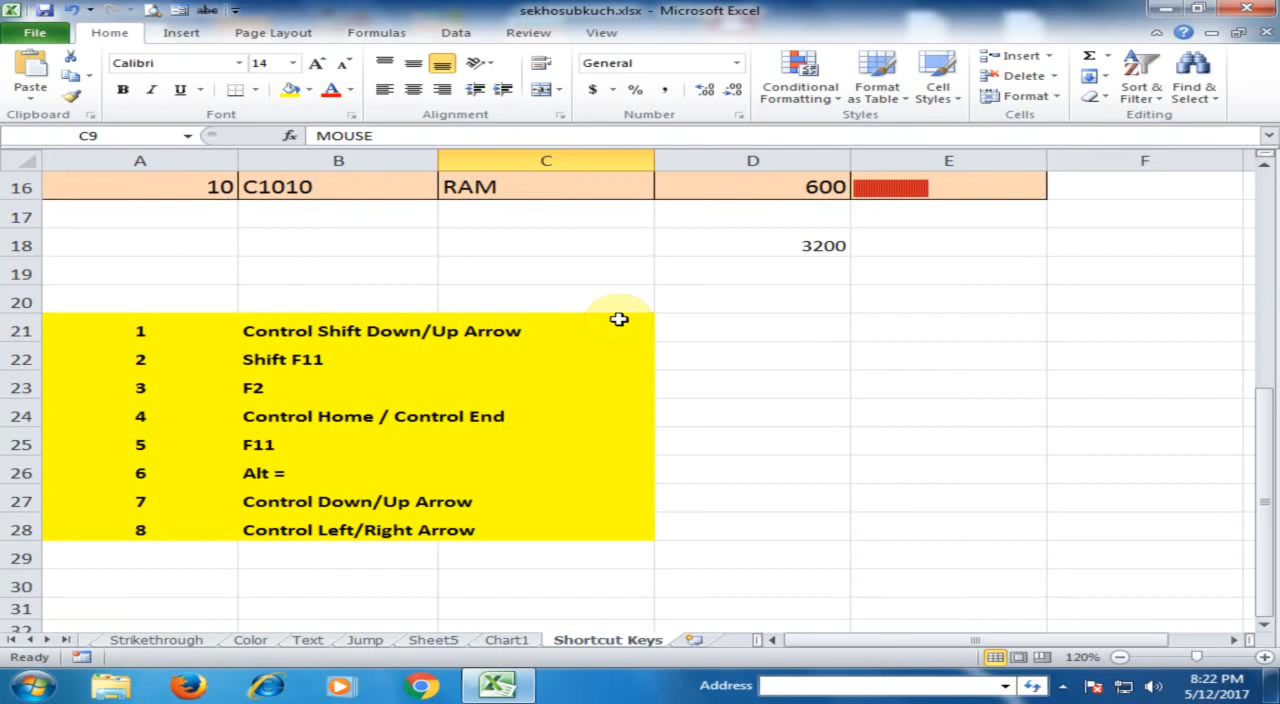 sekhosubkuch.xlsx - Microsoft Excel
File Home Insert Page Layout Formulas Data Review View
Calibri 14 General
Paste
B I U $ % ,
Conditional Formatting
Format as Table
Cell Styles
Insert
Delete
Format
Sort & Filter
Find & Select
Clipboard Font Alignment Number Styles Cells Editing
C9 fx MOUSE
A B C D E F
16 10 C1010 RAM 600
17
18 3200
19
20
21 1 Control Shift Down/Up Arrow
22 2 Shift F11
23 3 F2
24 4 Control Home / Control End
25 5 F11
26 6 Alt =
27 7 Control Down/Up Arrow
28 8 Control Left/Right Arrow
29
30
31
32
Strikethrough Color Text Jump Sheet5 Chart1 Shortcut Keys
Ready 120%
Address
8:22 PM
5/12/2017